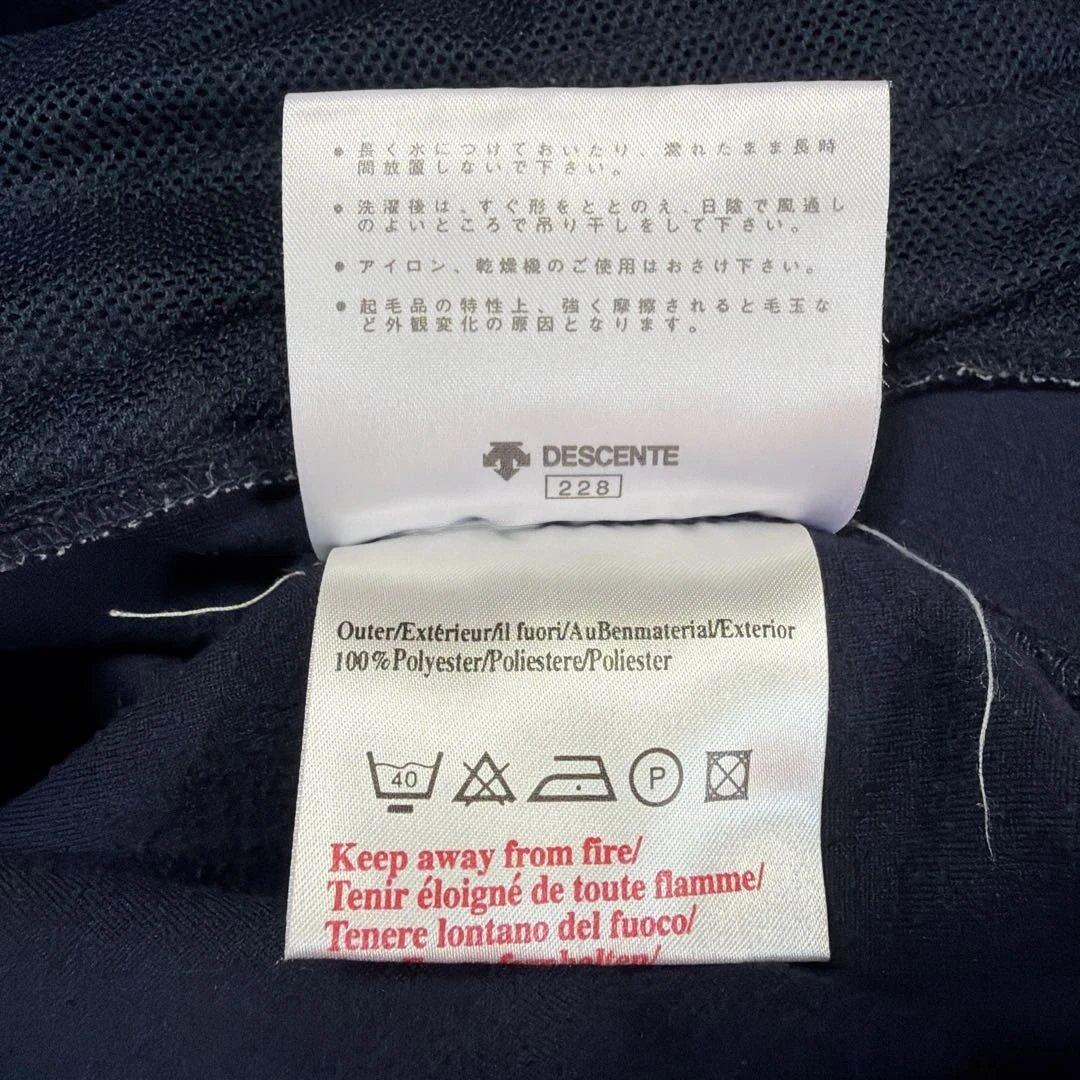 ● 長く水につけておいたり、濡れたまま長時
間放置しないで下さい。
● 洗濯後は、すぐ形をととのえ、日陰で風通し
のよいところで吊り干しをして下さい。
● アイロン、乾燥機のご使用はおさけ下さい。
● 起毛品の特性上、強く摩擦されると毛玉な
ど外観変化の原因となります。
DESCENTE
228
Outer/Extérieur/il fuori/AuBenmaterial/Exterior
100%Polyester/Poliestere/Poliester
40 P
Keep away from fire/
Tenir éloigné de toute flamme/
Tenere lontano del fuoco/